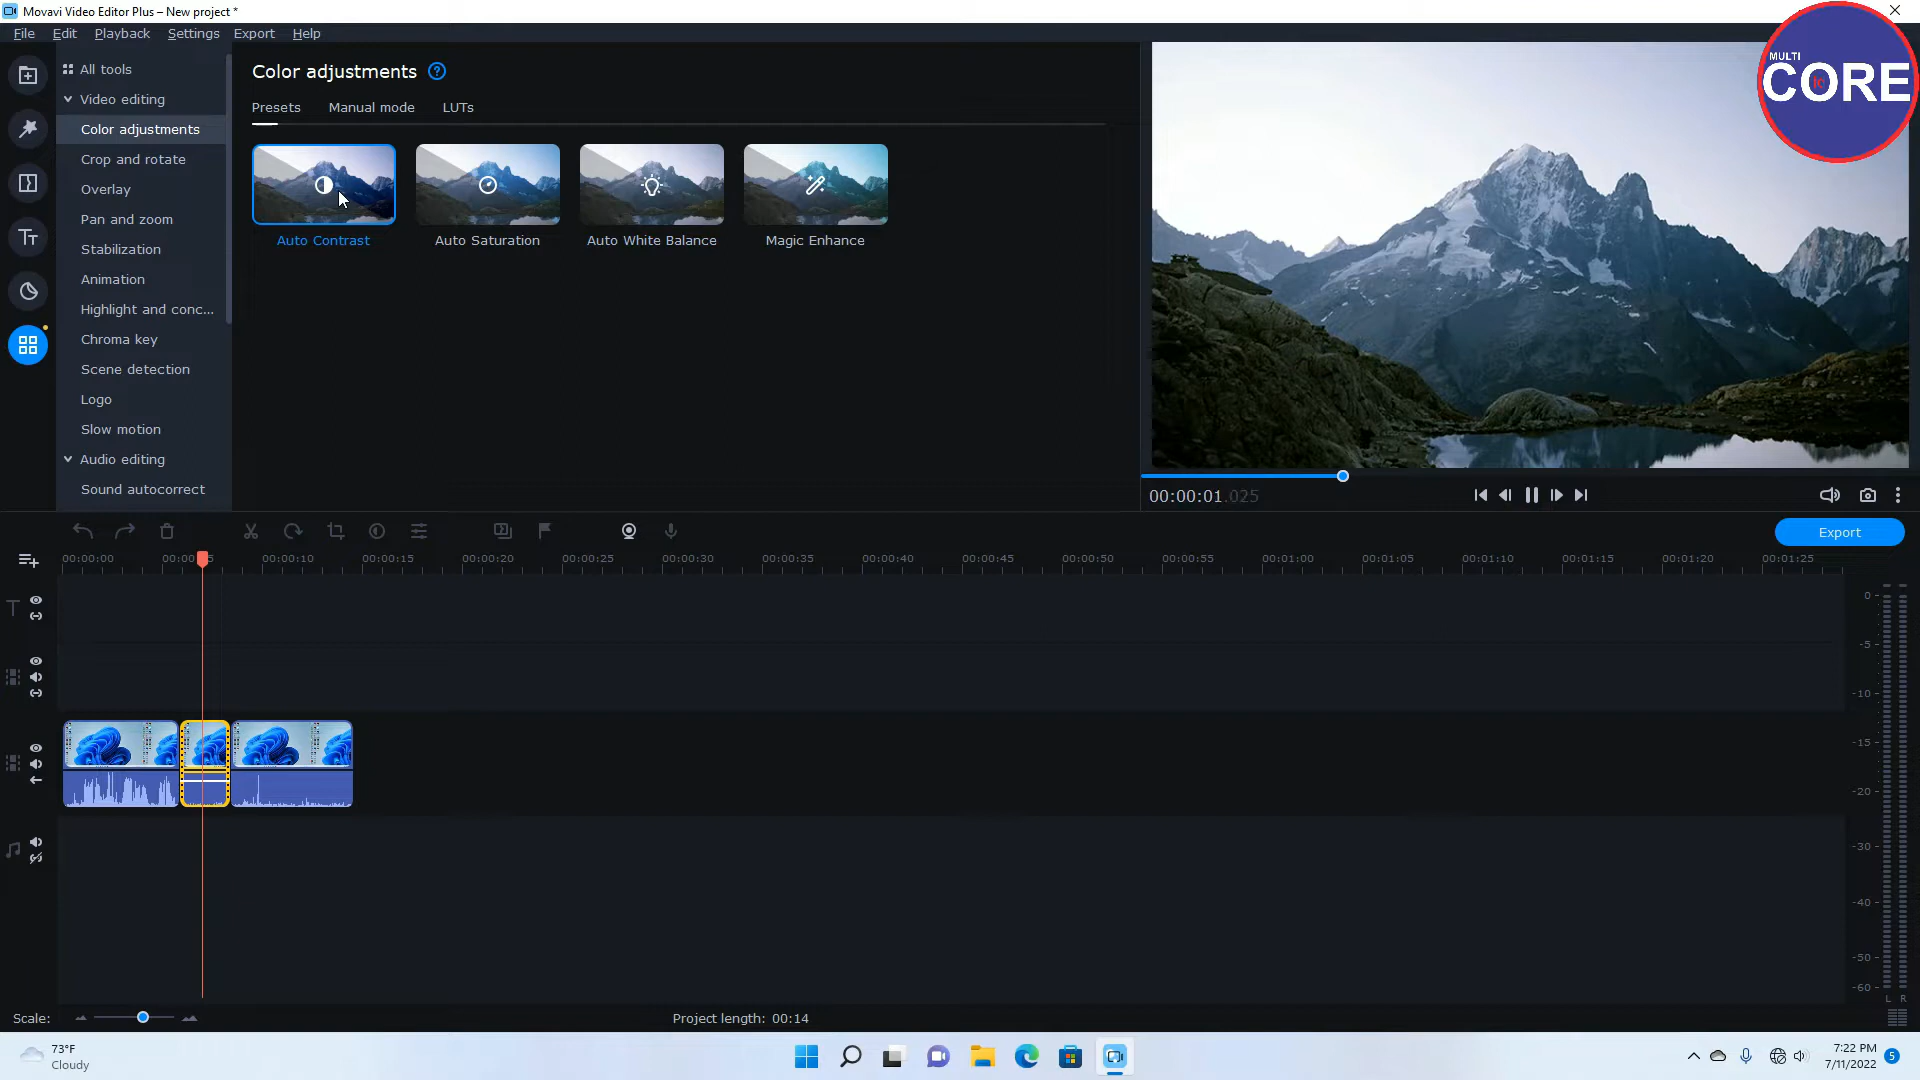 Movavi Video Editor Plus – New project *
File Edit Playback Settings Export Help
MULTI
CORE
All tools
Video editing
Color adjustments
Crop and rotate
Overlay
Pan and zoom
Stabilization
Animation
Highlight and conc...
Chroma key
Scene detection
Logo
Slow motion
Audio editing
Sound autocorrect
Color adjustments ?
Presets Manual mode LUTs
Auto Contrast Auto Saturation Auto White Balance Magic Enhance
00:00:01.025
Export
00:00:00 00:00:10 00:00:15 00:00:20 00:00:25 00:00:30 00:00:35 00:00:40 00:00:45 00:00:50 00:00:55 00:01:00 00:01:05 00:01:10 00:01:15 00:01:20 00:01:25
0
-5
-10
-15
-20
-30
-40
-50
-60
L R
Scale:
Project length: 00:14
73°F
Cloudy
7:22 PM
7/11/2022
5